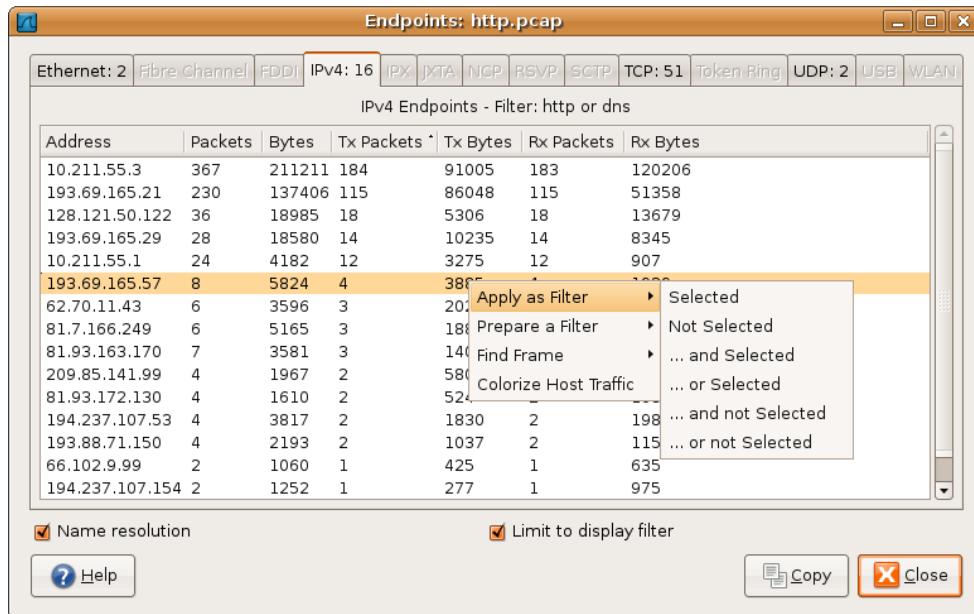 Endpoints: http.pcap
Ethernet: 2 Fibre Channel FDDI IPv4: 16 IPX JXTA NCP RSVP SCTP TCP: 51 Token Ring UDP: 2 USB WLAN
IPv4 Endpoints - Filter: http or dns
Address Packets Bytes Tx Packets Tx Bytes Rx Packets Rx Bytes
10.211.55.3 367 211211 184 91005 183 120206
193.69.165.21 230 137406 115 86048 115 51358
128.121.50.122 36 18985 18 5306 18 13679
193.69.165.29 28 18580 14 10235 14 8345
10.211.55.1 24 4182 12 3275 12 907
193.69.165.57 8 5824 4
62.70.11.43 6 3596 3
81.7.166.249 6 5165 3
81.93.163.170 7 3581 3
209.85.141.99 4 1967 2
81.93.172.130 4 1610 2
194.237.107.53 4 3817 2 1830 2
193.88.71.150 4 2193 2 1037 2
66.102.9.99 2 1060 1 425 1 635
194.237.107.154 2 1252 1 277 1 975
Apply as Filter
Prepare a Filter
Find Frame
Colorize Host Traffic
Selected
Not Selected
... and Selected
... or Selected
... and not Selected
... or not Selected
Name resolution Limit to display filter
Help Copy Close